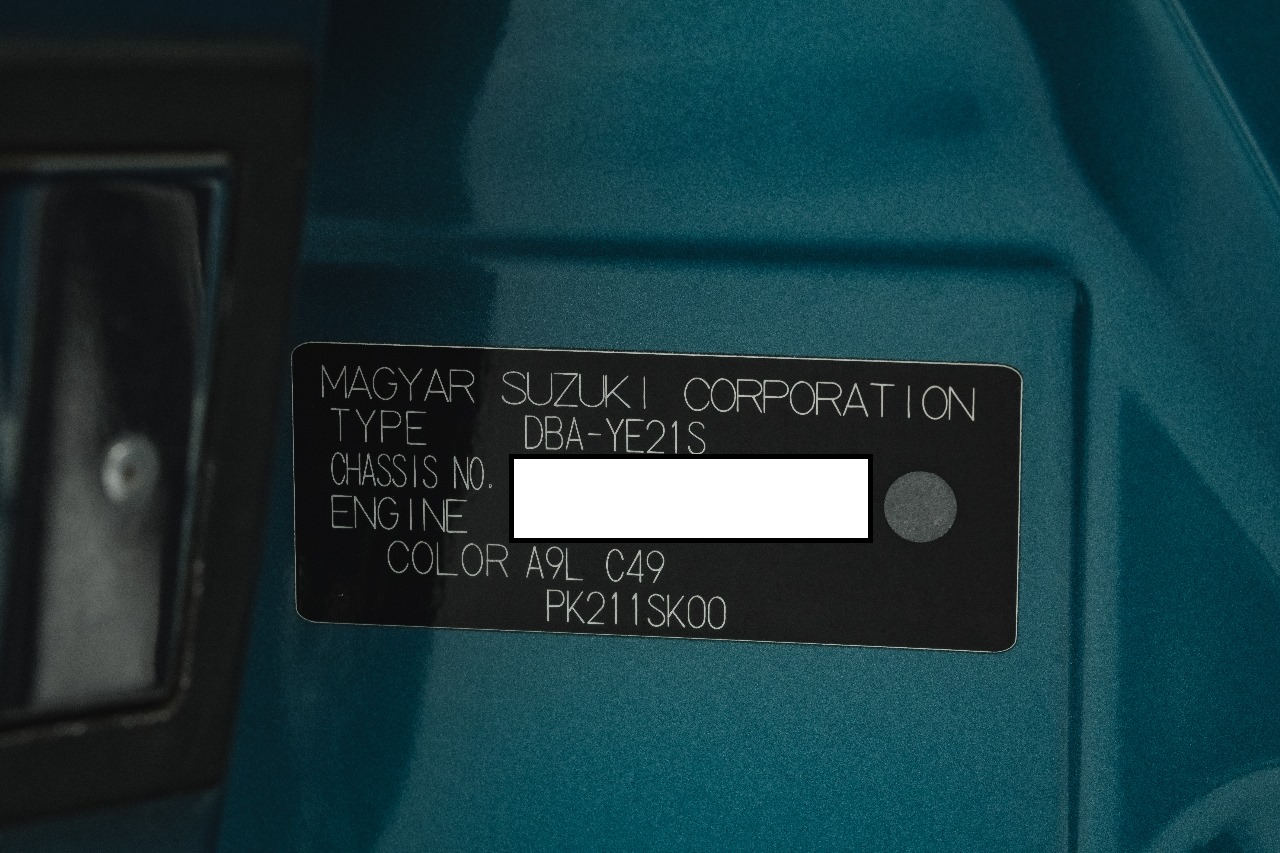 MAGYAR SUZUKI CORPORATION
TYPE DBA-YE21S
CHASSIS NO.
ENGINE
COLOR A9L C49
PK211SK00